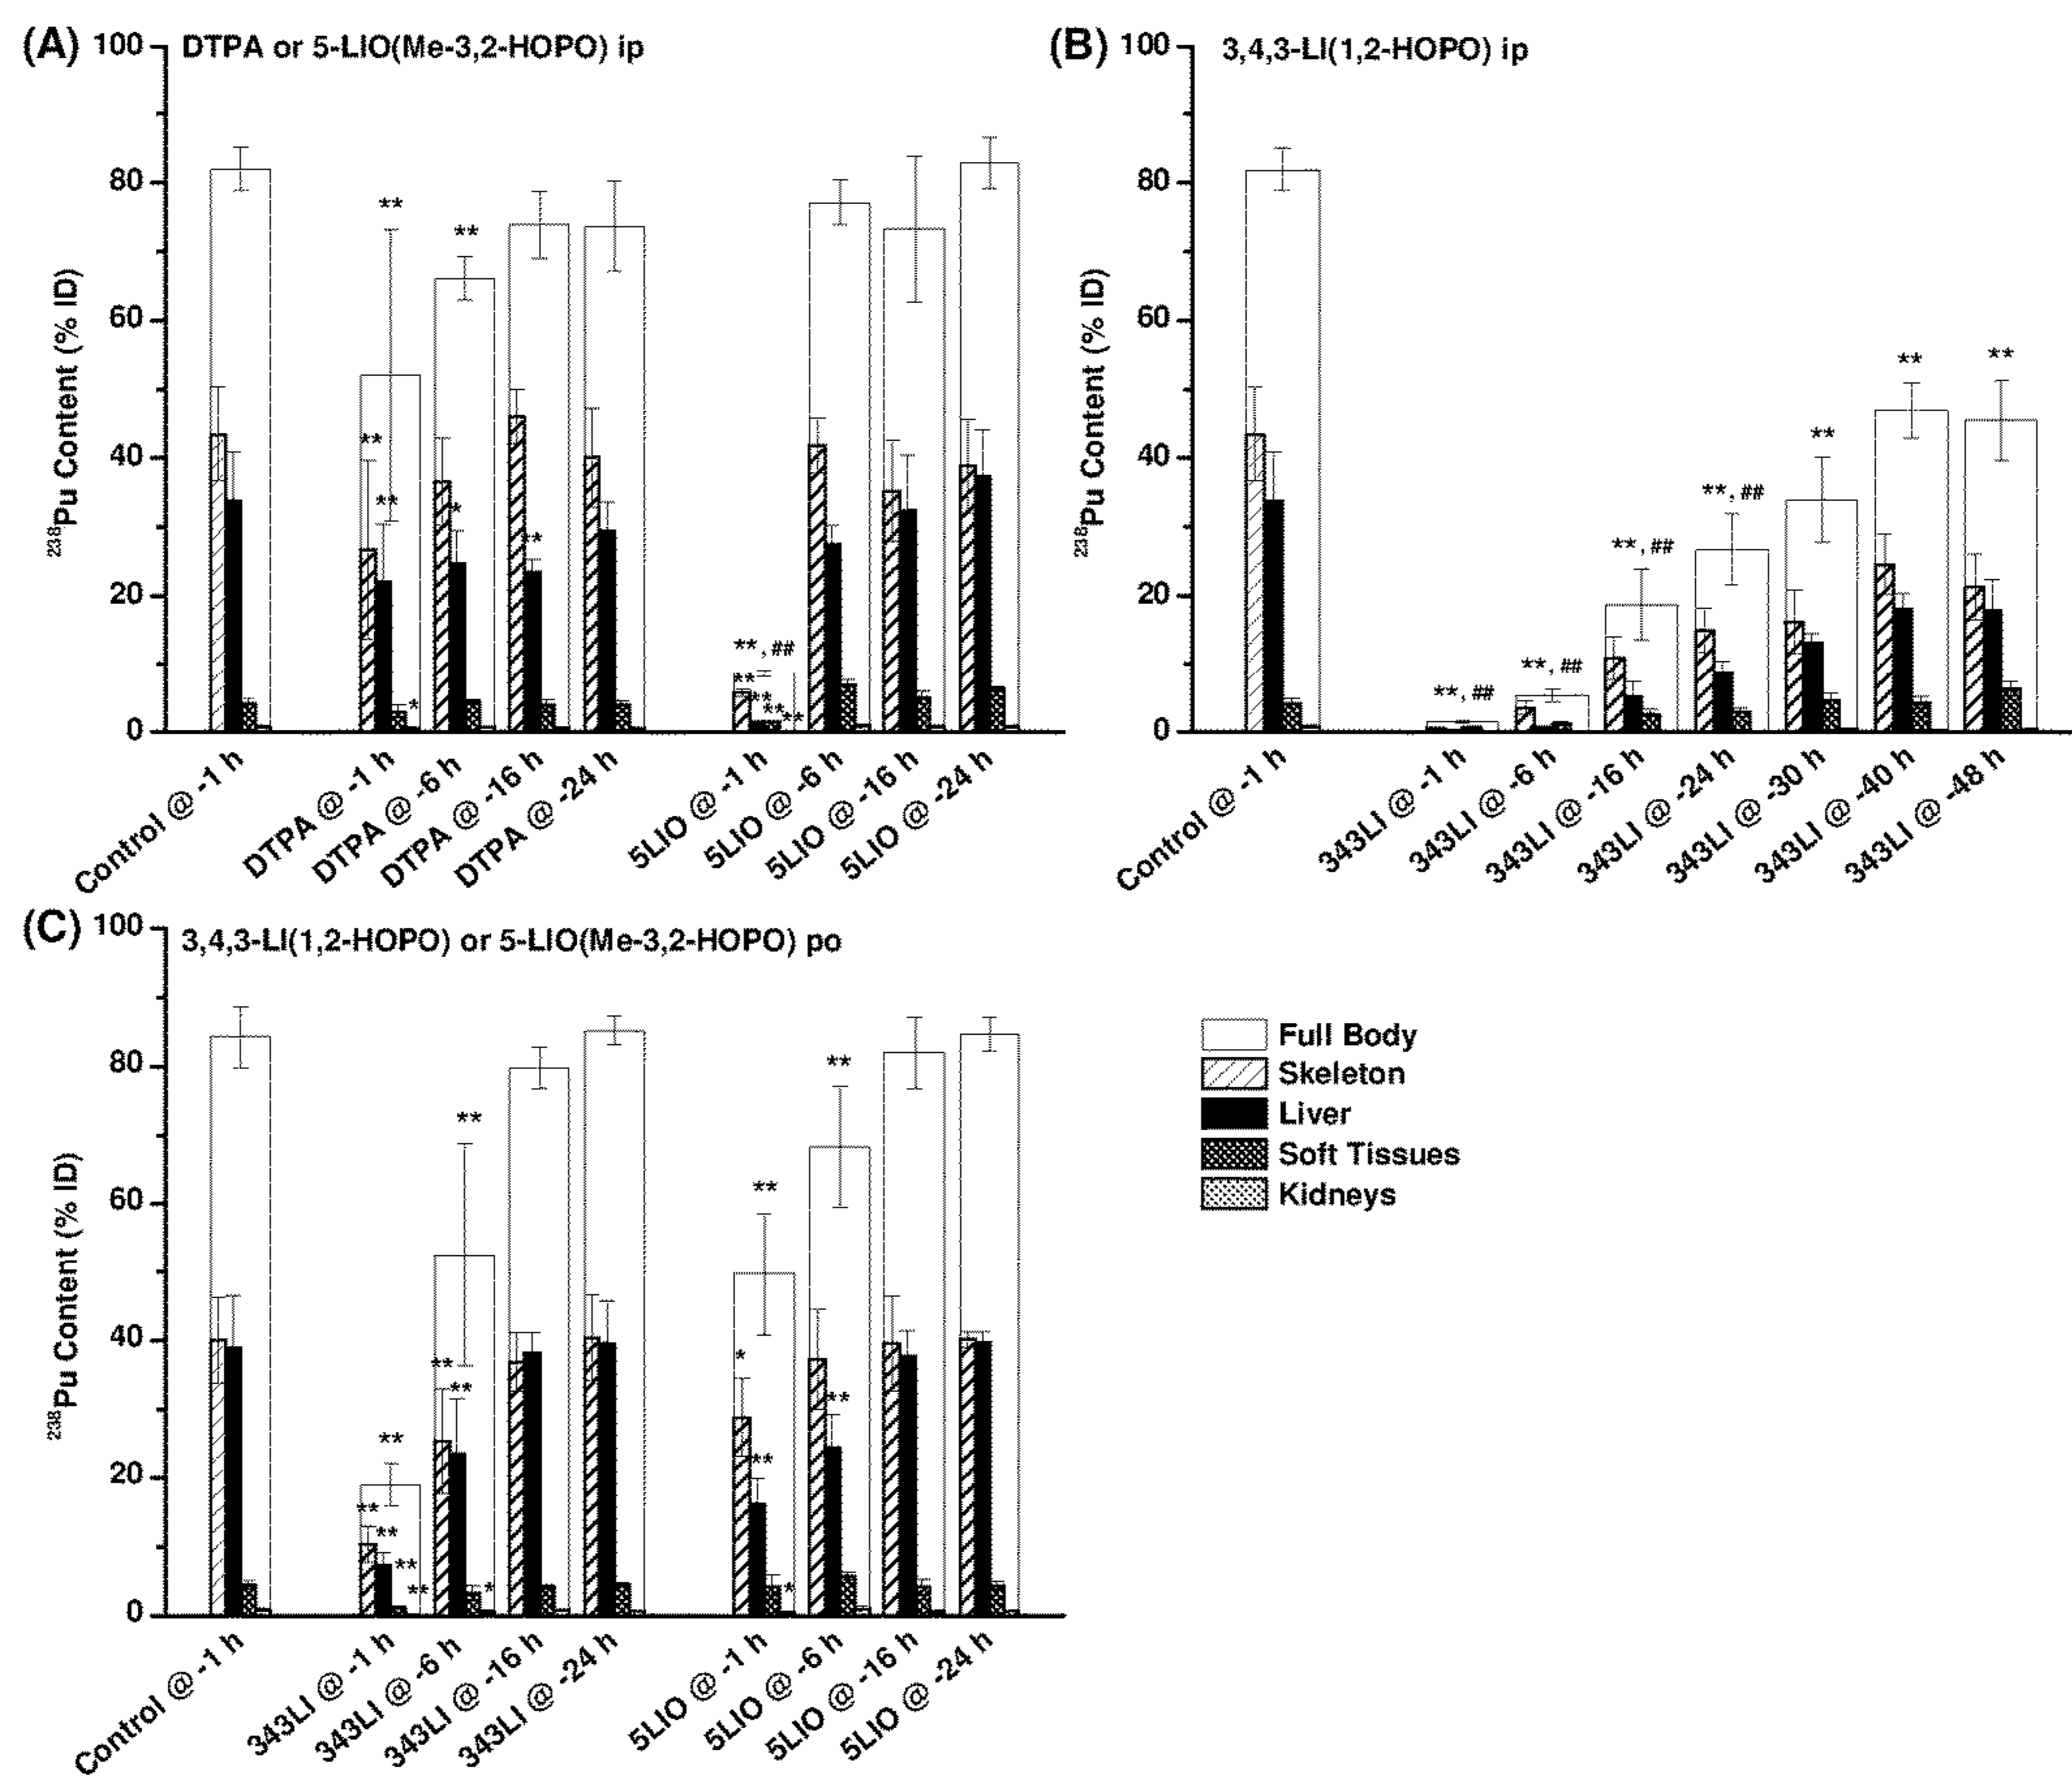 (A) DTPA or 5-LIO(Me-3,2-HOPO) ip
100
80
60
40
20
0
238Pu Content (% ID)
**
**
**
**
*
*
**
**, ##
**
**
**
**
Control @ -1 h
DTPA @ -1 h
DTPA @ -6 h
DTPA @ -16 h
DTPA @ -24 h
5LIO @ -1 h
5LIO @ -6 h
5LIO @ -16 h
5LIO @ -24 h
(B) 3,4,3-LI(1,2-HOPO) ip
100
80
60
40
20
0
238Pu Content (% ID)
**, ##
**, ##
**, ##
**, ##
**
**
**
Control @ -1 h
343LI @ -1 h
343LI @ -6 h
343LI @ -16 h
343LI @ -24 h
343LI @ -30 h
343LI @ -40 h
343LI @ -48 h
(C) 3,4,3-LI(1,2-HOPO) or 5-LIO(Me-3,2-HOPO) po
100
80
60
40
20
0
238Pu Content (% ID)
**
**
**
**
**
**
**
**
*
**
*
**
*
**
**
Control @ -1 h
343LI @ -1 h
343LI @ -6 h
343LI @ -16 h
343LI @ -24 h
5LIO @ -1 h
5LIO @ -6 h
5LIO @ -16 h
5LIO @ -24 h
Full Body
Skeleton
Liver
Soft Tissues
Kidneys